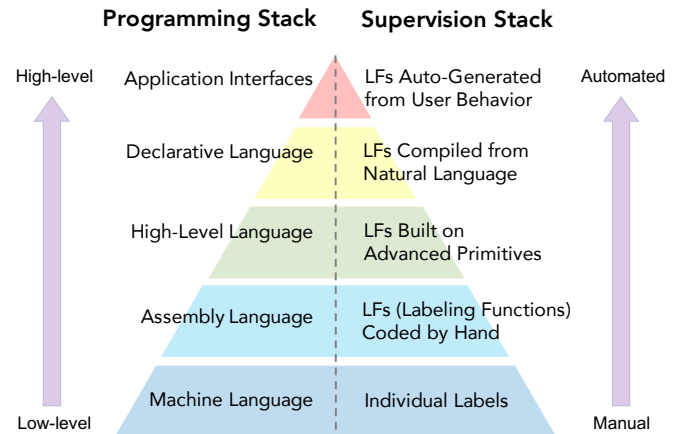 Programming Stack
Supervision Stack
High-level
Application Interfaces
LFs Auto-Generated
from User Behavior
Automated
Declarative Language
LFs Compiled from
Natural Language
High-Level Language
LFs Built on
Advanced Primitives
Assembly Language
LFs (Labeling Functions)
Coded by Hand
Low-level
Machine Language
Individual Labels
Manual